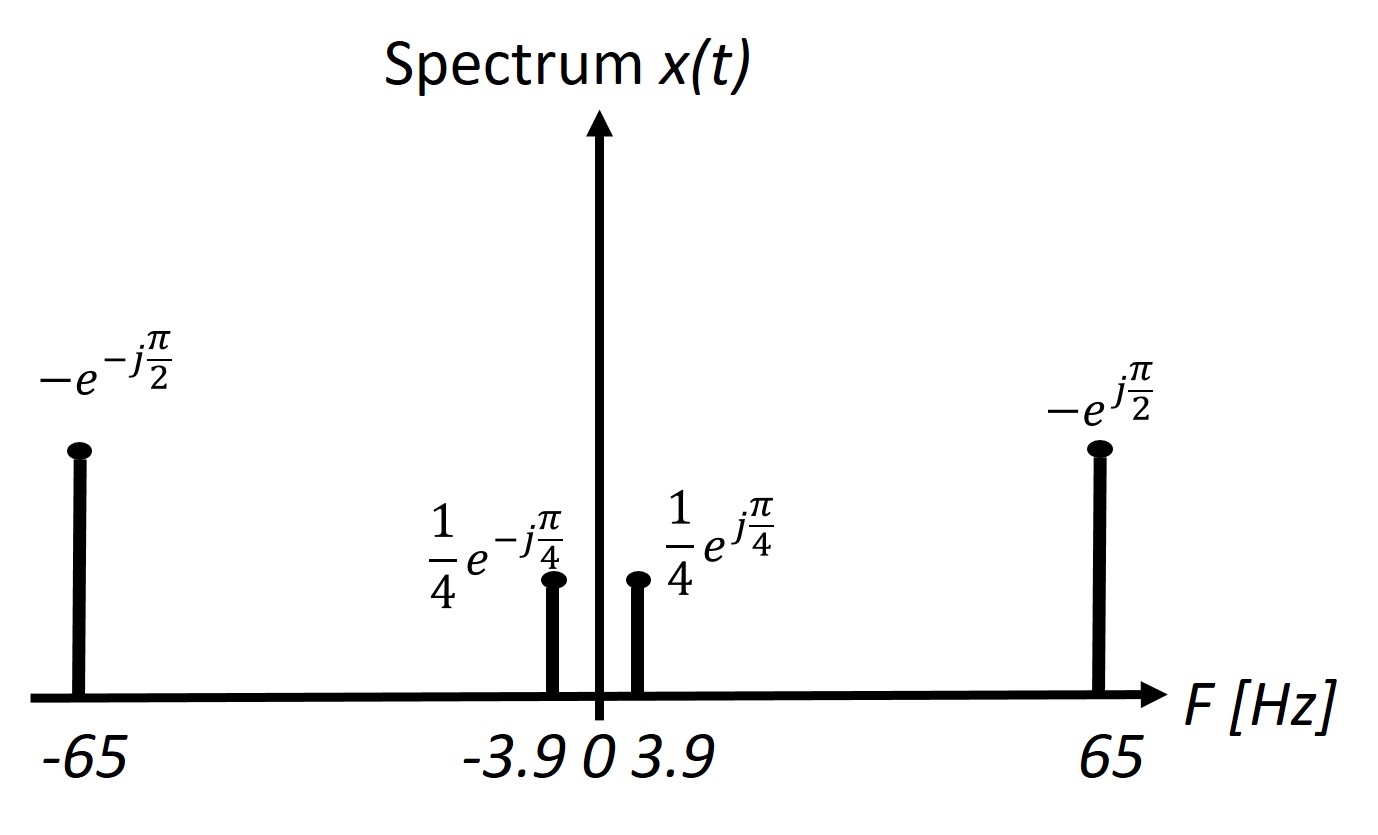 Spectrum x(t)
−e^{−jπ/2}
−e^{jπ/2}
1/4 e^{−jπ/4}
1/4 e^{jπ/4}
F [Hz]
-65
-3.9 0 3.9
65